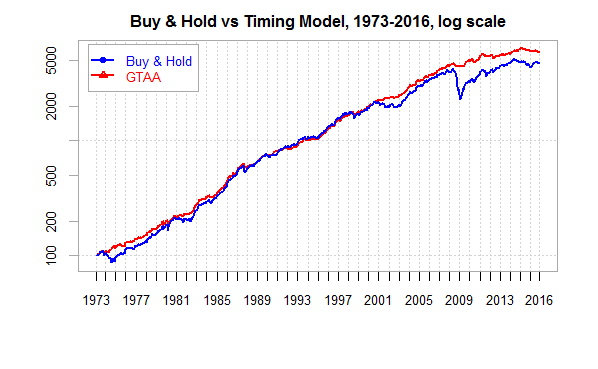 Buy & Hold vs Timing Model, 1973-2016, log scale
Buy & Hold
GTAA
5000
2000
500
200
100
1973 1977 1981 1985 1989 1993 1997 2001 2005 2009 2013 2016